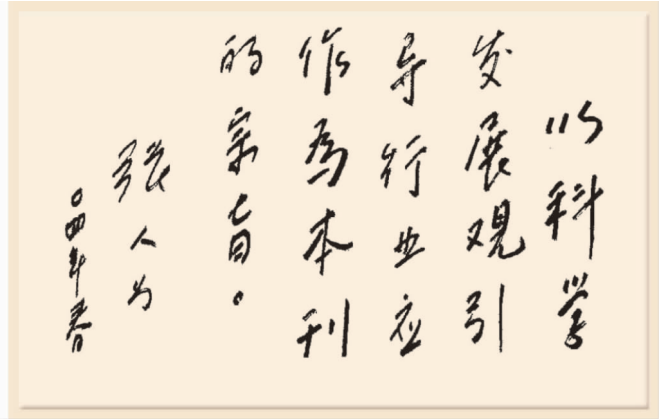 以科学
发展观引
导行业应
作为本刊
的宗旨。
张人为
〇四年春